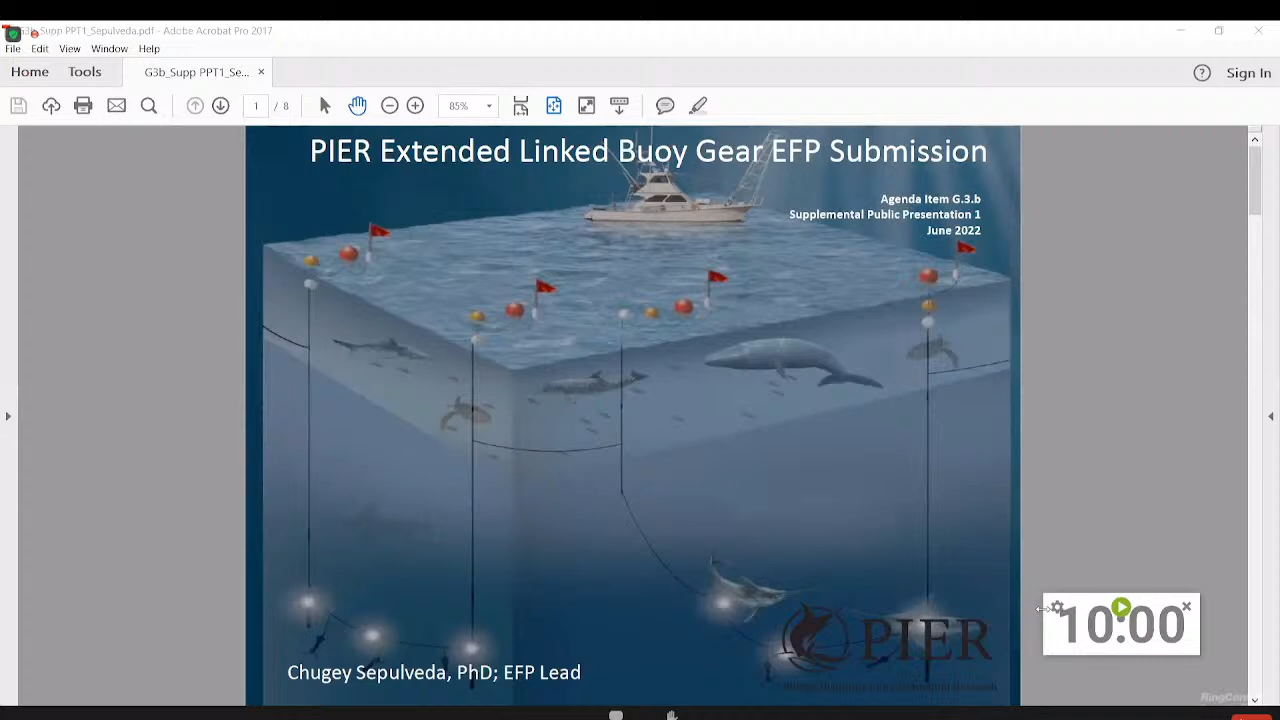 Supp PPT1_Sepulveda.pdf - Adobe Acrobat Pro 2017
File Edit View Window Help
Home Tools G3b_Supp PPT1_Se... × Sign In
1 / 8 85%
PIER Extended Linked Buoy Gear EFP Submission
Agenda Item G.3.b
Supplemental Public Presentation 1
June 2022
10:00
PIER
Chugey Sepulveda, PhD; EFP Lead